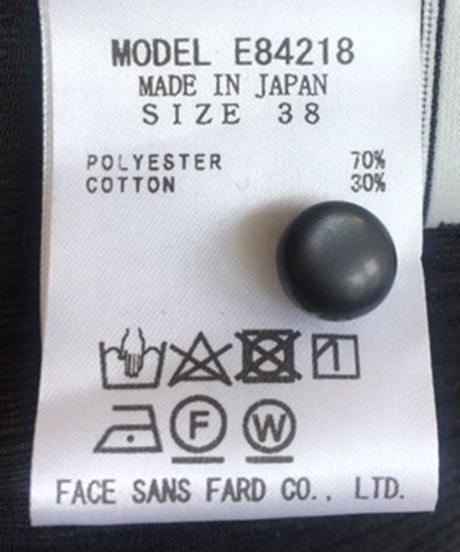 MODEL E84218
MADE IN JAPAN
SIZE 38
POLYESTER 70%
COTTON 30%
F W
FACE SANS FARD CO., LTD.